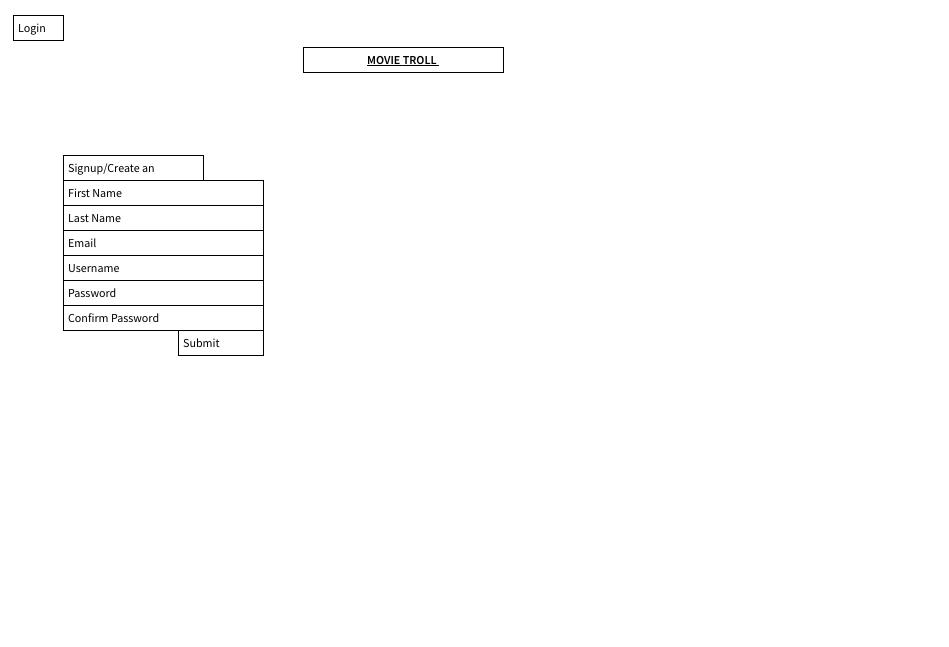 Login
MOVIE TROLL
Signup/Create an
First Name
Last Name
Email
Username
Password
Confirm Password
Submit